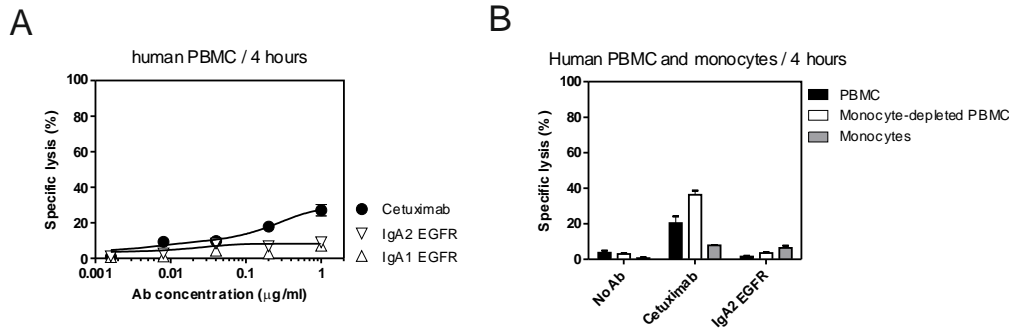 A
human PBMC / 4 hours
Specific lysis (%)
100
80
60
40
20
0
0.001
0.01
0.1
1
Ab concentration (μg/ml)
Cetuximab
IgA2 EGFR
IgA1 EGFR
B
Human PBMC and monocytes / 4 hours
Specific lysis (%)
100
80
60
40
20
0
No Ab
Cetuximab
IgA2 EGFR
PBMC
Monocyte-depleted PBMC
Monocytes